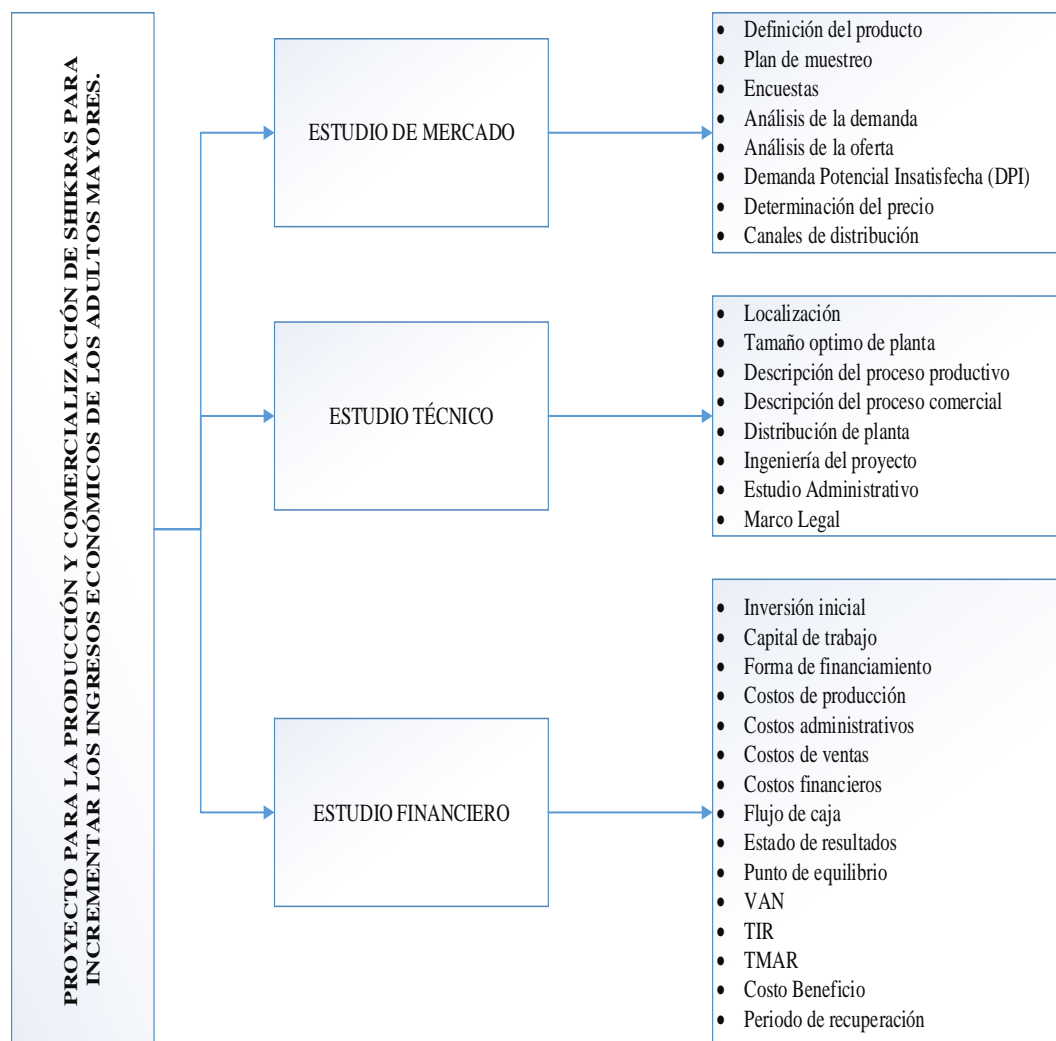 PROYECTO PARA LA PRODUCCIÓN Y COMERCIALIZACIÓN DE SHIKRAS PARA
INCREMENTAR LOS INGRESOS ECONÓMICOS DE LOS ADULTOS MAYORES.
ESTUDIO DE MERCADO
• Definición del producto
• Plan de muestreo
• Encuestas
• Análisis de la demanda
• Análisis de la oferta
• Demanda Potencial Insatisfecha (DPI)
• Determinación del precio
• Canales de distribución
ESTUDIO TÉCNICO
• Localización
• Tamaño optimo de planta
• Descripción del proceso productivo
• Descripción del proceso comercial
• Distribución de planta
• Ingeniería del proyecto
• Estudio Administrativo
• Marco Legal
ESTUDIO FINANCIERO
• Inversión inicial
• Capital de trabajo
• Forma de financiamiento
• Costos de producción
• Costos administrativos
• Costos de ventas
• Costos financieros
• Flujo de caja
• Estado de resultados
• Punto de equilibrio
• VAN
• TIR
• TMAR
• Costo Beneficio
• Periodo de recuperación